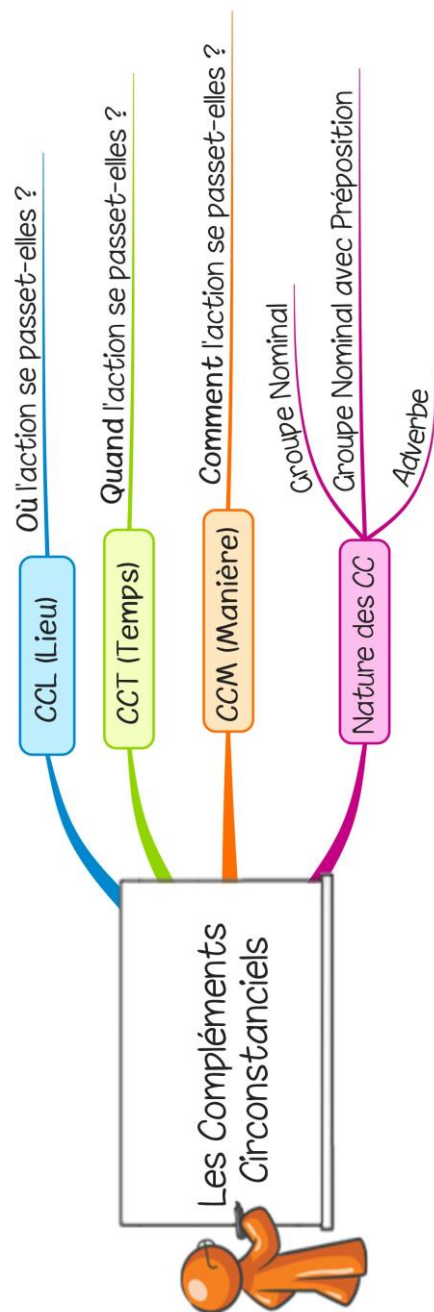 Les Compléments
Circonstanciels
CCL (Lieu)
Où l'action se passet-elles ?
CCT (Temps)
Quand l'action se passet-elles ?
CCM (Manière)
Comment l'action se passet-elles ?
Nature des CC
Groupe Nominal
Groupe Nominal avec Préposition
Adverbe